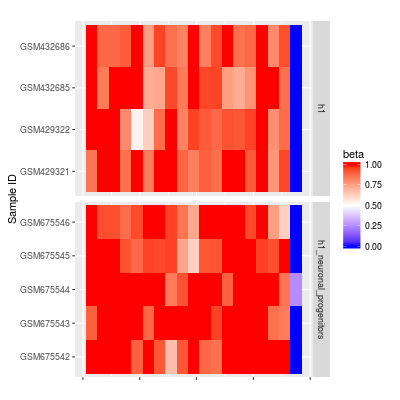 GSM432686
GSM432685
GSM429322
GSM429321
h1
GSM675546
GSM675545
GSM675544
GSM675543
GSM675542
h1_neuronal_progenitors
Sample ID
beta
1.00
0.75
0.50
0.25
0.00